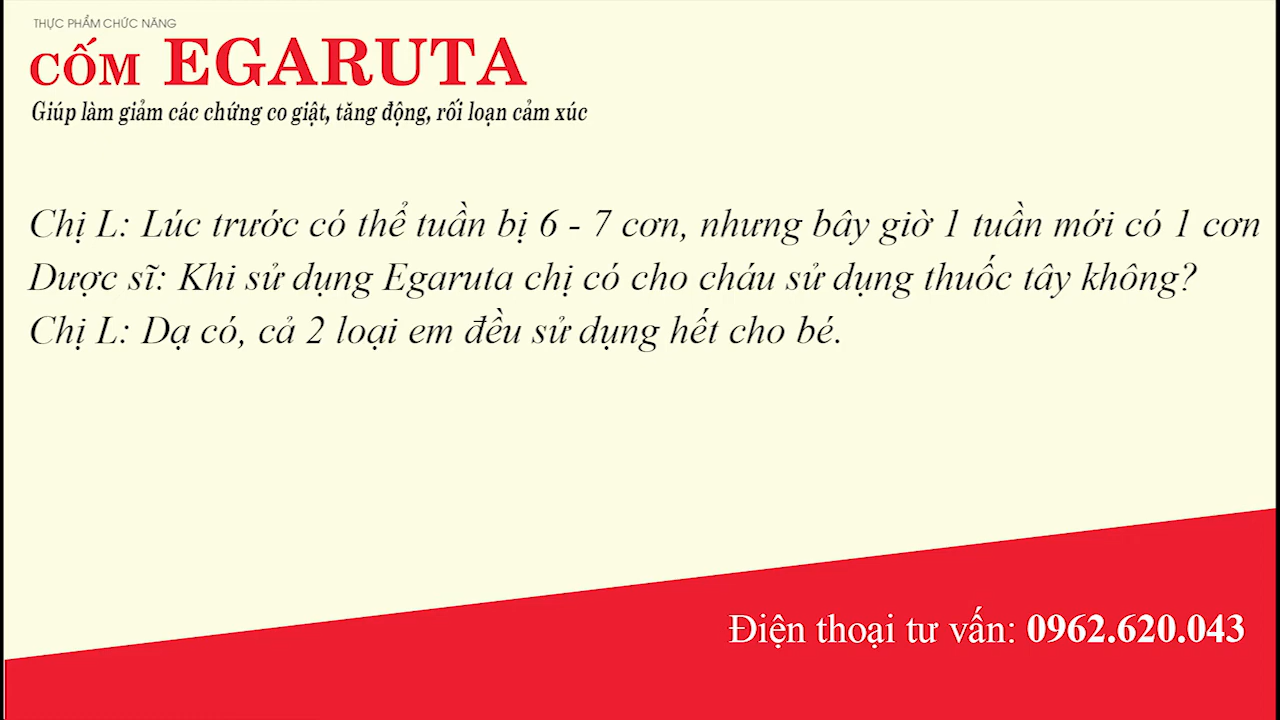 THỰC PHẨM CHỨC NĂNG
CỐM EGARUTA
Giúp làm giảm các chứng co giật, tăng động, rối loạn cảm xúc
Chị L: Lúc trước có thể tuần bị 6 - 7 cơn, nhưng bây giờ 1 tuần mới có 1 cơn
Dược sĩ: Khi sử dụng Egaruta chị có cho cháu sử dụng thuốc tây không?
Chị L: Dạ có, cả 2 loại em đều sử dụng hết cho bé.
Điện thoại tư vấn: 0962.620.043